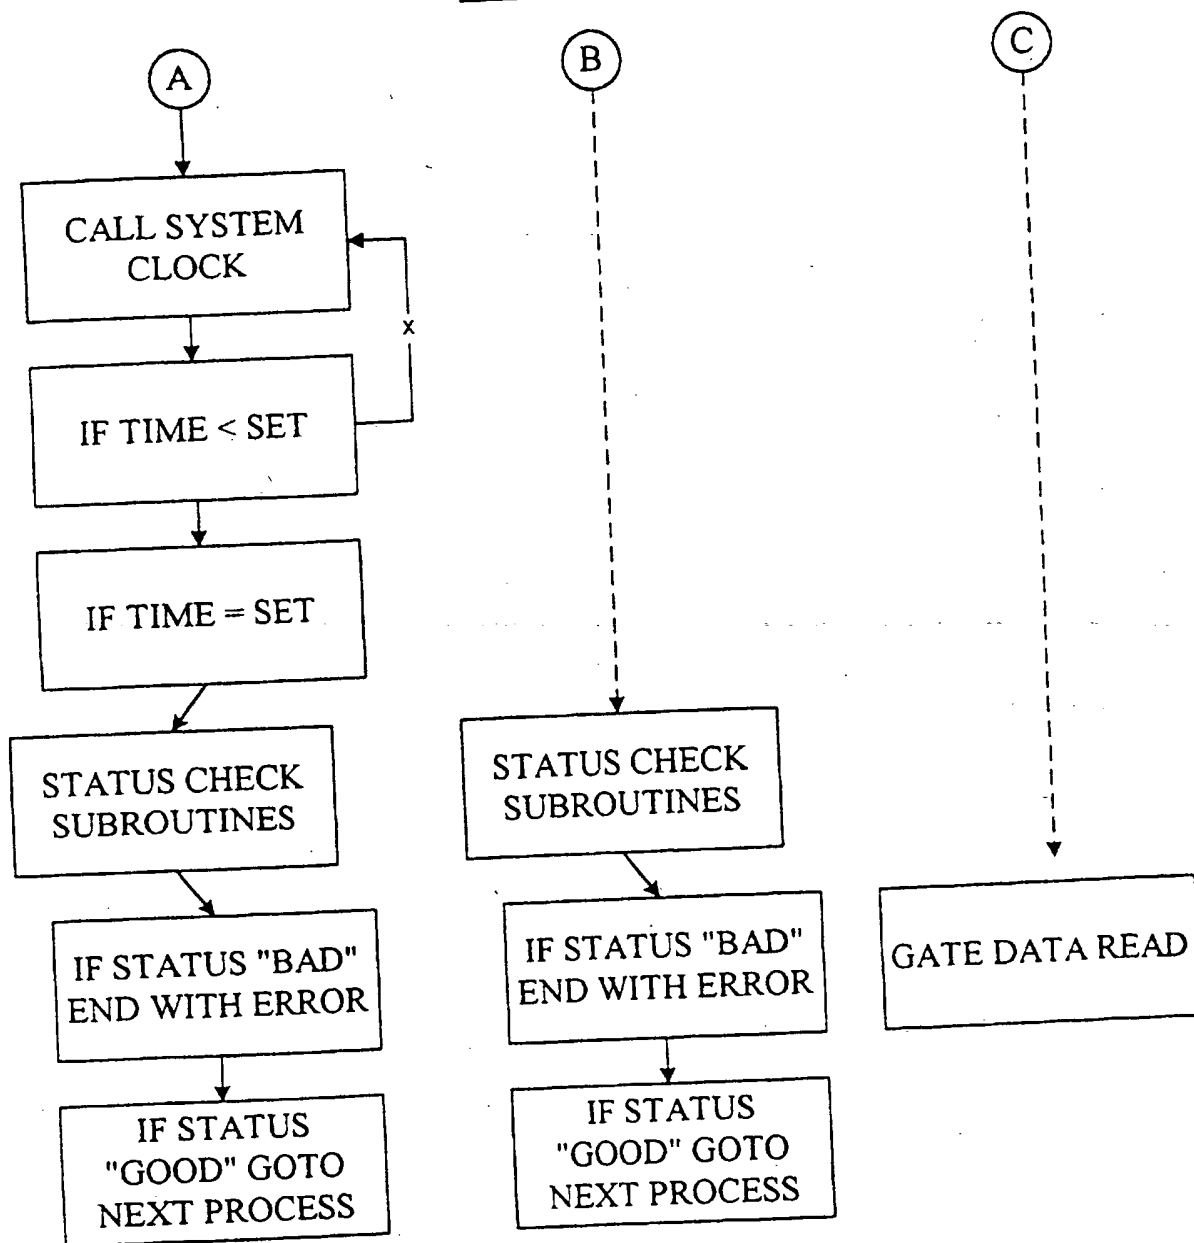 A
CALL SYSTEM
CLOCK
x
IF TIME < SET
IF TIME = SET
STATUS CHECK
SUBROUTINES
IF STATUS "BAD"
END WITH ERROR
IF STATUS
"GOOD" GOTO
NEXT PROCESS
B
STATUS CHECK
SUBROUTINES
IF STATUS "BAD"
END WITH ERROR
IF STATUS
"GOOD" GOTO
NEXT PROCESS
C
GATE DATA READ